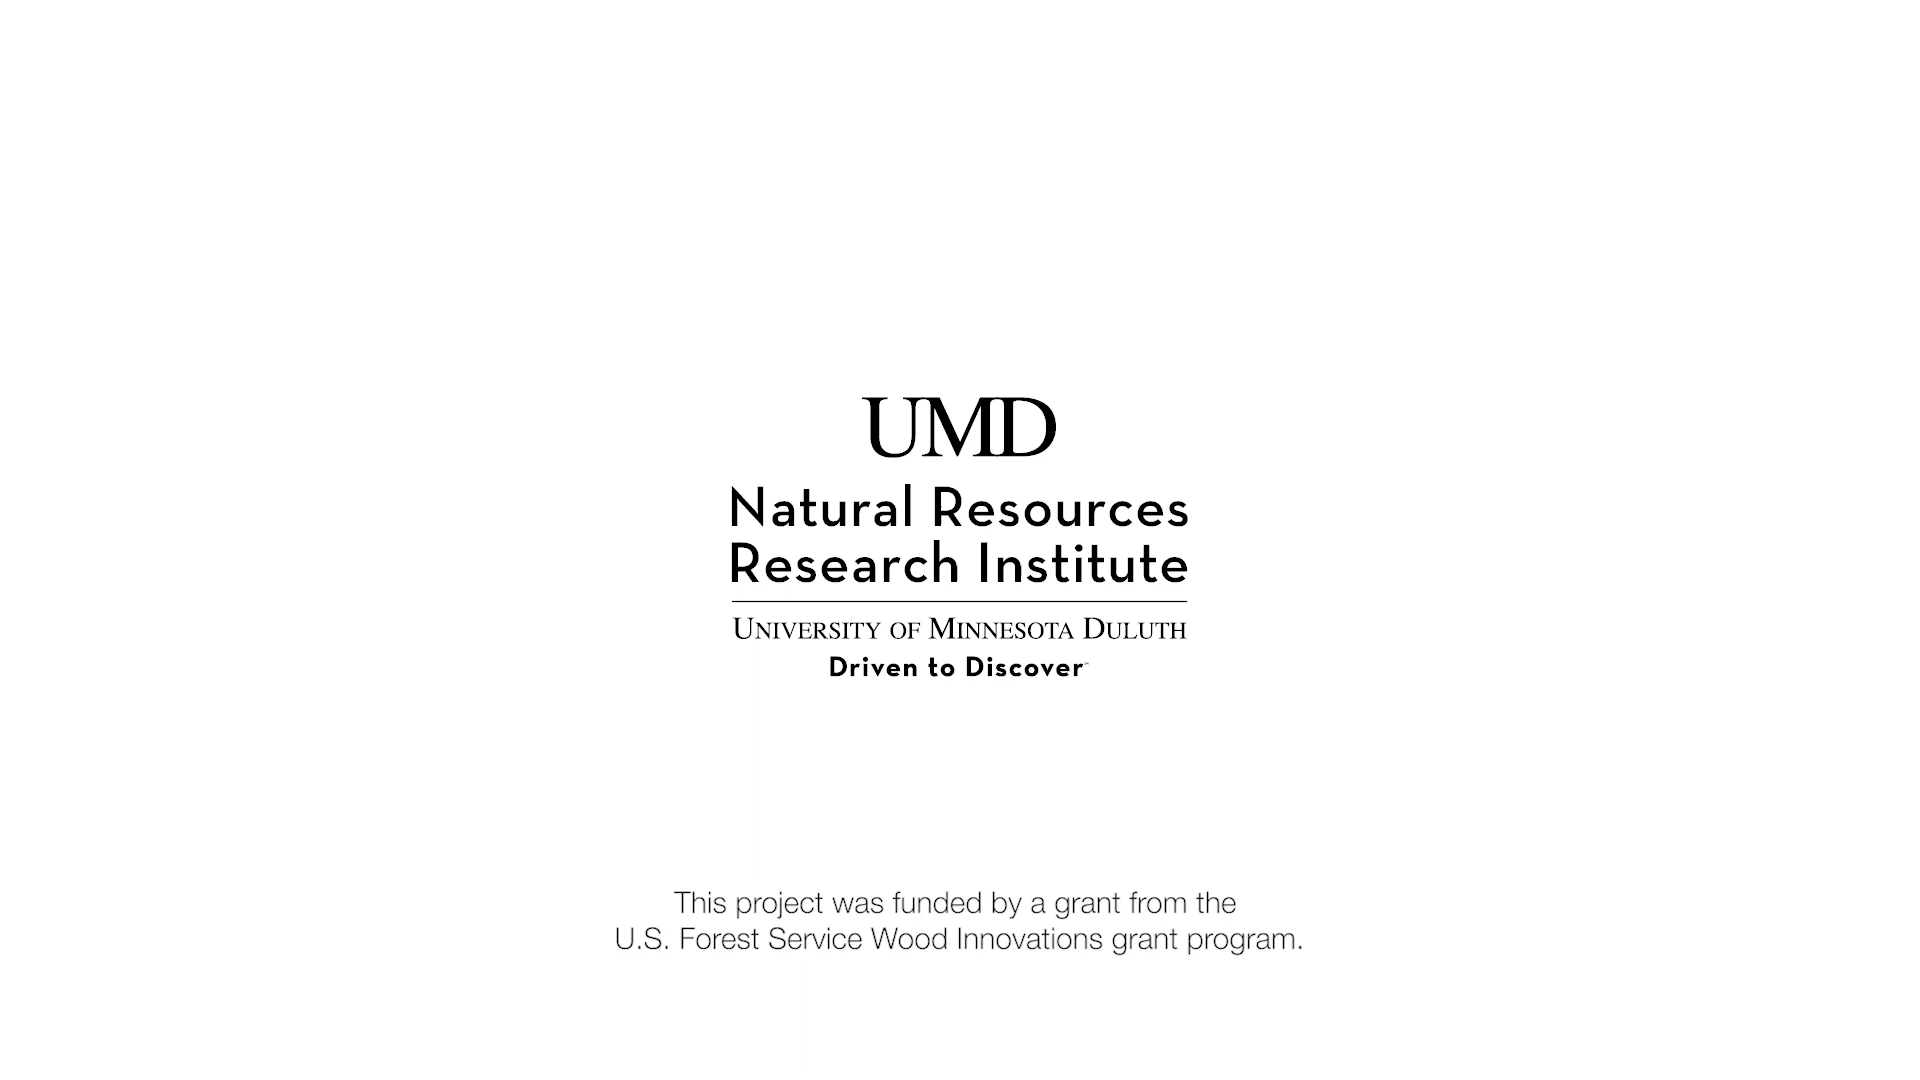 UMD
Natural Resources
Research Institute
UNIVERSITY OF MINNESOTA DULUTH
Driven to Discover
This project was funded by a grant from the
U.S. Forest Service Wood Innovations grant program.